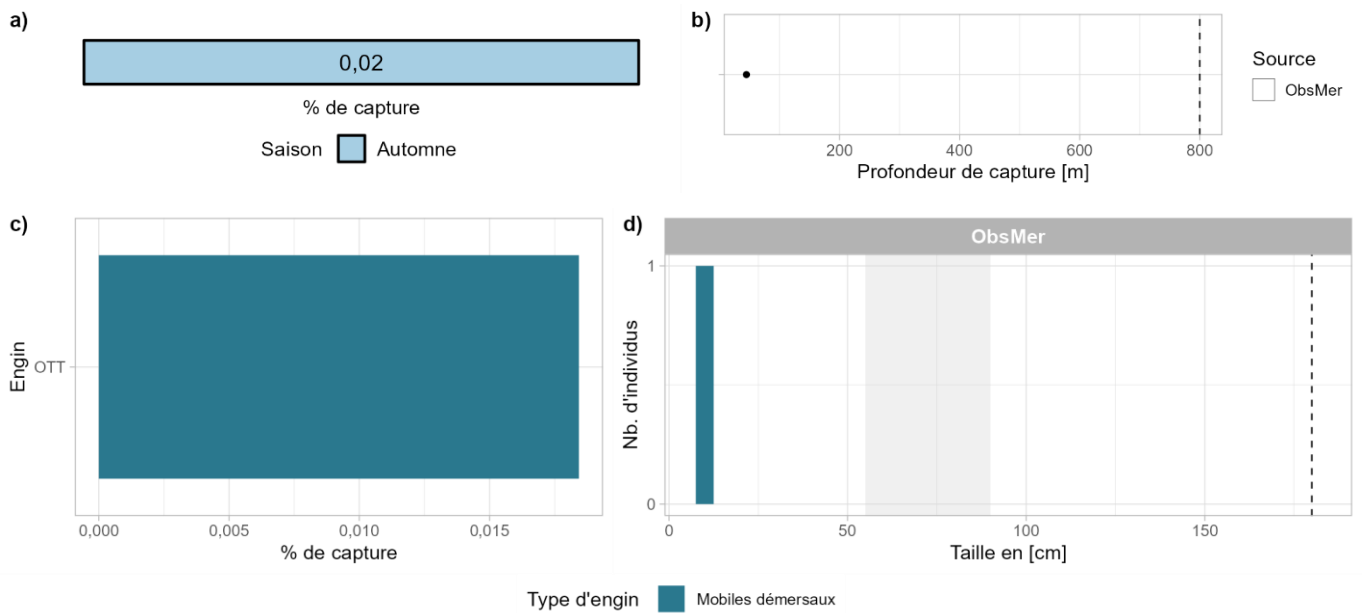 a)
0,02
% de capture
Saison Automne
b)
200 400 600 800
Profondeur de capture [m]
Source
ObsMer
c)
Engin
OTT
0,000 0,005 0,010 0,015
% de capture
d)
ObsMer
Nb. d'individus
1
0
0 50 100 150
Taille en [cm]
Type d'engin Mobiles démersaux